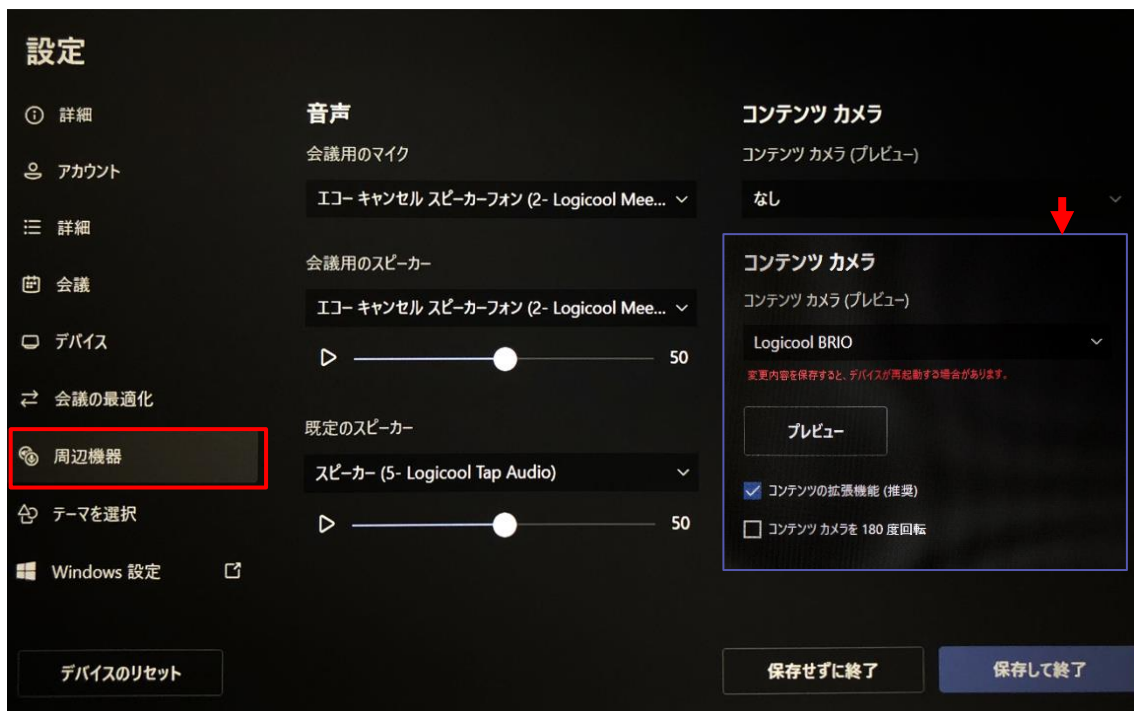 設定
詳細
アカウント
詳細
会議
デバイス
会議の最適化
周辺機器
テーマを選択
Windows 設定
デバイスのリセット
音声
会議用のマイク
エコー キャンセル スピーカーフォン (2- Logicool Mee...
会議用のスピーカー
エコー キャンセル スピーカーフォン (2- Logicool Mee...
50
既定のスピーカー
スピーカー (5- Logicool Tap Audio)
50
コンテンツ カメラ
コンテンツ カメラ (プレビュー)
なし
コンテンツ カメラ
コンテンツ カメラ (プレビュー)
Logicool BRIO
変更内容を保存すると、デバイスが再起動する場合があります。
プレビュー
コンテンツの拡張機能 (推奨)
コンテンツ カメラを 180 度回転
保存せずに終了
保存して終了